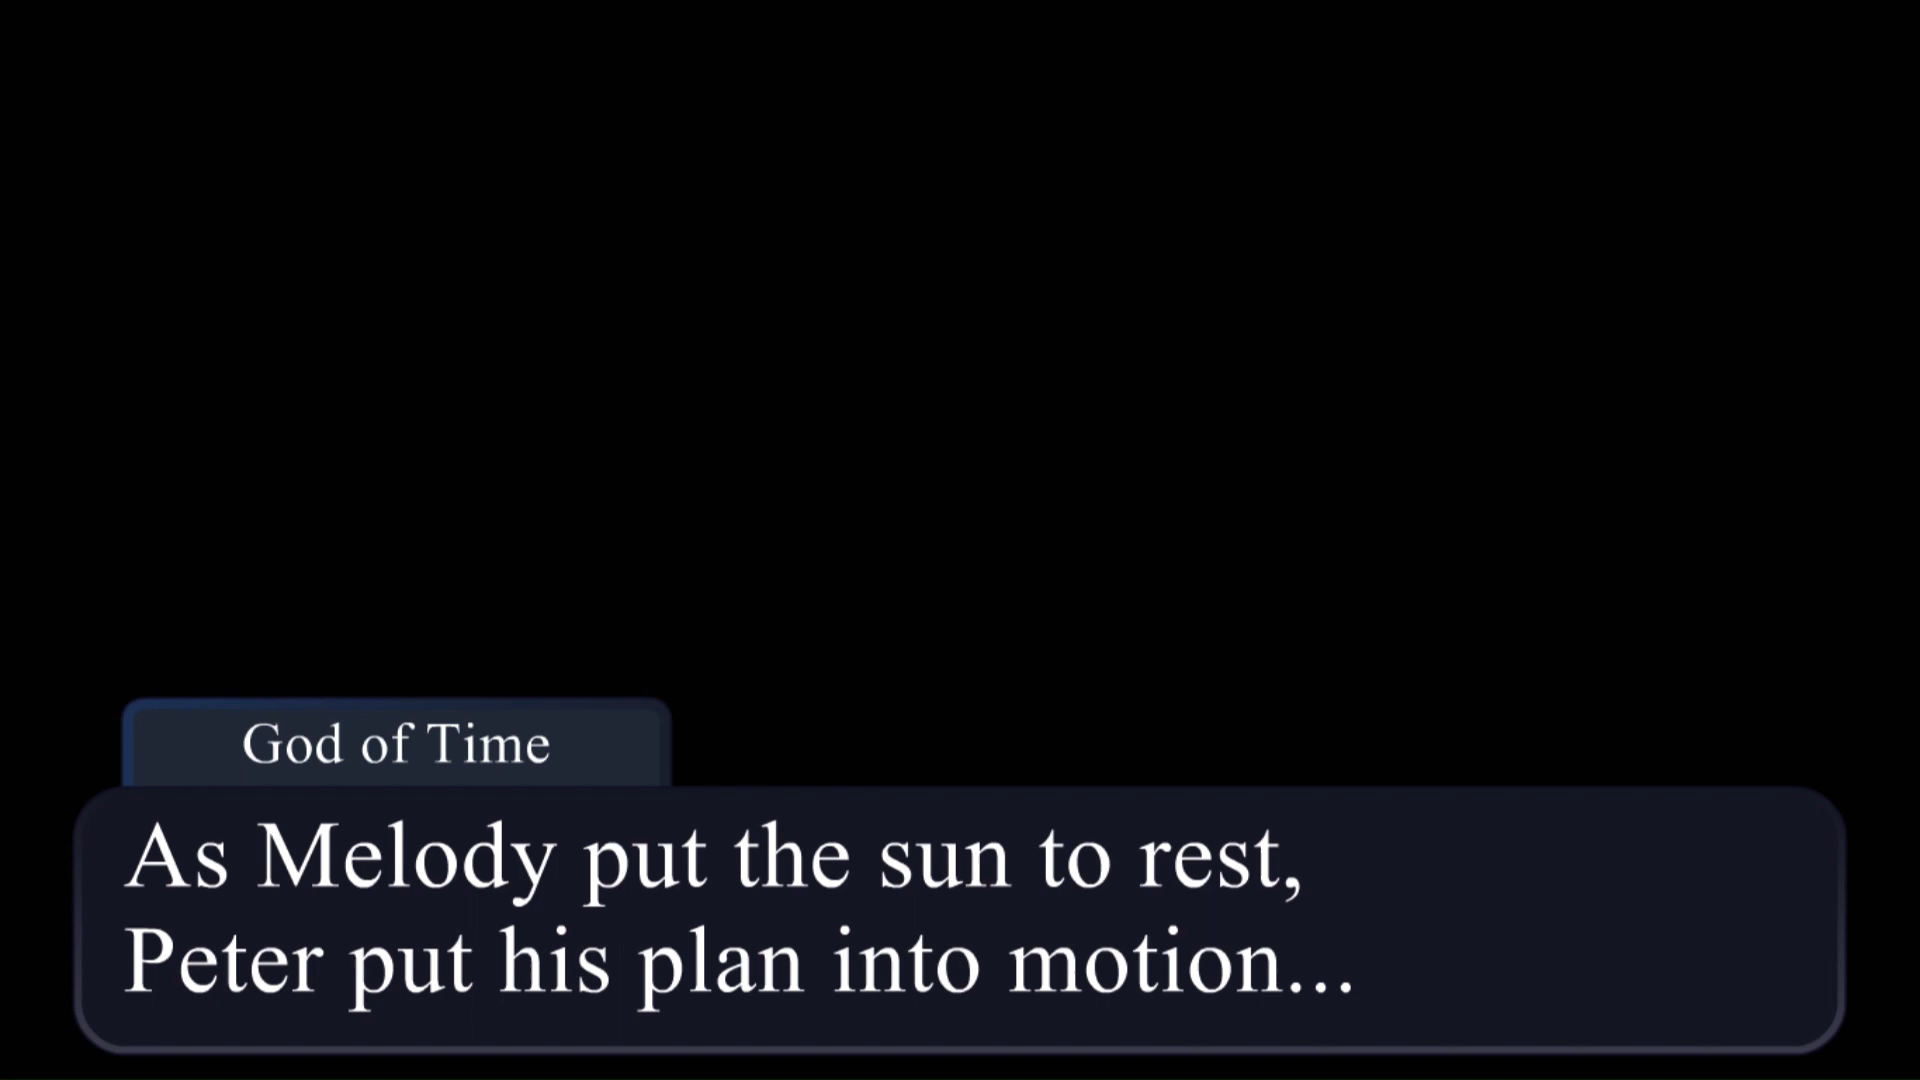 God of Time
As Melody put the sun to rest,
Peter put his plan into motion...